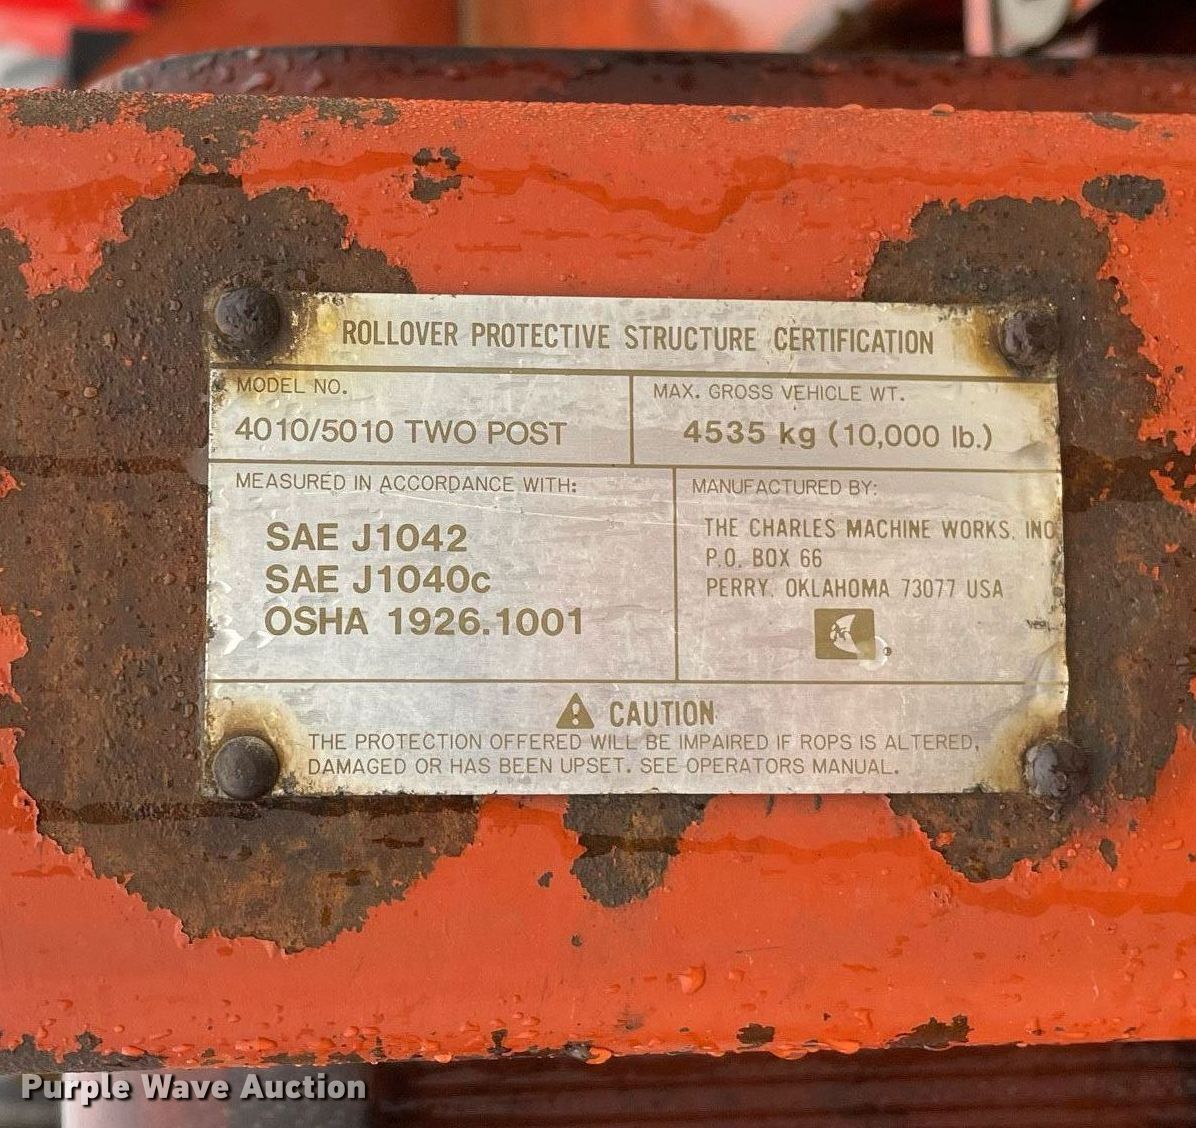 ROLLOVER PROTECTIVE STRUCTURE CERTIFICATION
MODEL NO.
4010/5010 TWO POST
MAX. GROSS VEHICLE WT.
4535 kg (10,000 lb.)
MEASURED IN ACCORDANCE WITH:
SAE J1042
SAE J1040c
OSHA 1926.1001
MANUFACTURED BY:
THE CHARLES MACHINE WORKS, INC
P.O. BOX 66
PERRY, OKLAHOMA 73077 USA
CAUTION
THE PROTECTION OFFERED WILL BE IMPAIRED IF ROPS IS ALTERED,
DAMAGED OR HAS BEEN UPSET. SEE OPERATORS MANUAL.
Purple Wave Auction